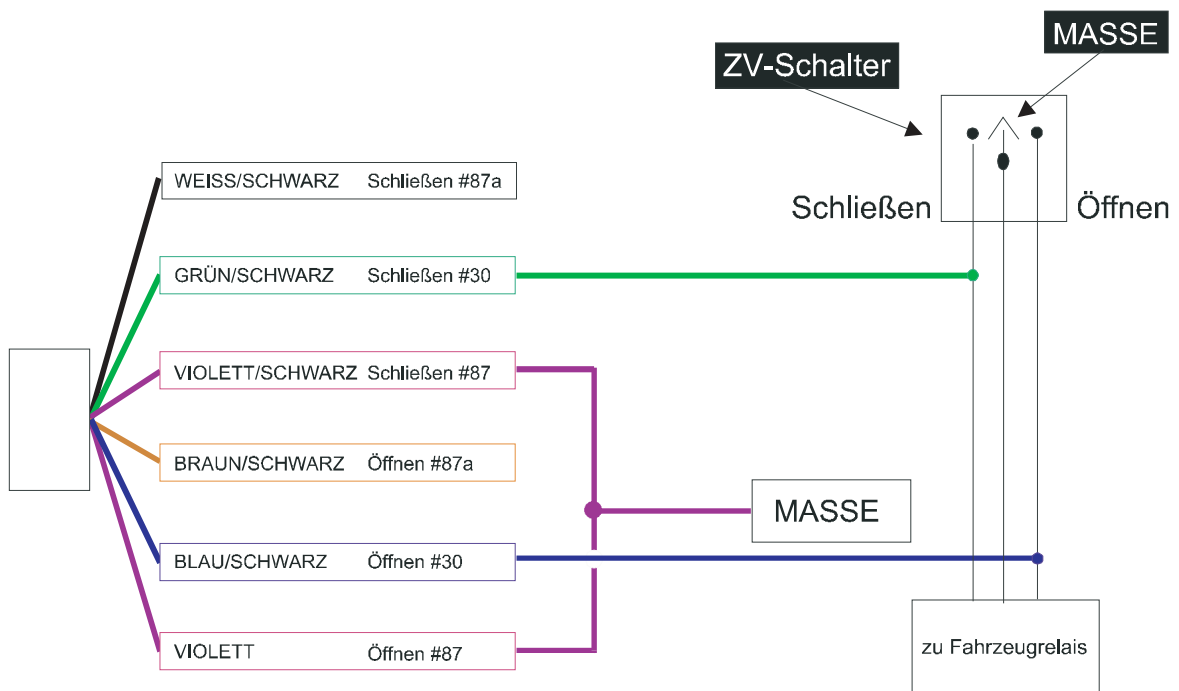 MASSE
ZV-Schalter
Schließen
Öffnen
WEISS/SCHWARZ Schließen #87a
GRÜN/SCHWARZ Schließen #30
VIOLETT/SCHWARZ Schließen #87
BRAUN/SCHWARZ Öffnen #87a
MASSE
BLAU/SCHWARZ Öffnen #30
VIOLETT Öffnen #87
zu Fahrzeugrelais